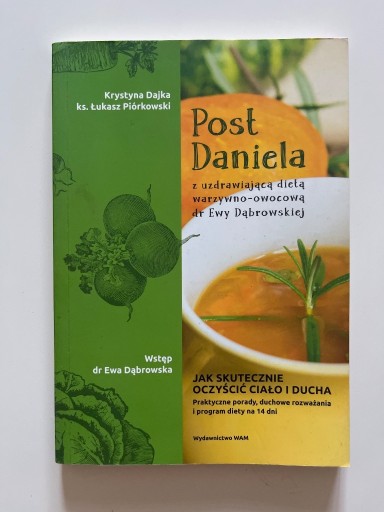 Krystyna Dajka
ks. Łukasz Piórkowski
Post
Daniela
z uzdrawiającą dietą
warzywno-owocową
dr Ewy Dąbrowskiej
Wstęp
dr Ewa Dąbrowska
JAK SKUTECZNIE
OCZYŚCIĆ CIAŁO I DUCHA
Praktyczne porady, duchowe rozważania
i program diety na 14 dni
Wydawnictwo WAM